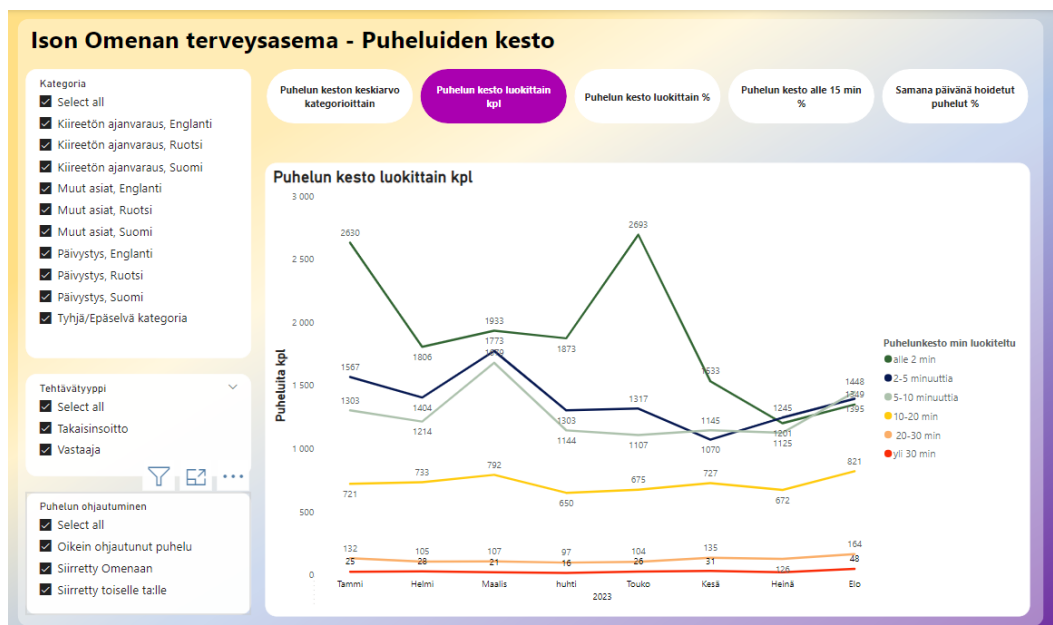 Ison Omenan terveysasema - Puheluiden kesto
Kategoria
Select all
Kiireetön ajanvaraus, Englanti
Kiireetön ajanvaraus, Ruotsi
Kiireetön ajanvaraus, Suomi
Muut asiat, Englanti
Muut asiat, Ruotsi
Muut asiat, Suomi
Päivystys, Englanti
Päivystys, Ruotsi
Päivystys, Suomi
Tyhjä/Epäselvä kategoria
Tehtävätyyppi
Select all
Takaisinsoitto
Vastaaja
Puhelun ohjautuminen
Select all
Oikein ohjautunut puhelu
Siirretty Omenaan
Siirretty toiselle ta:lle
Puhelun keston keskiarvo
kategorioittain
Puhelun kesto luokittain
kpl
Puhelun kesto luokittain %
Puhelun kesto alle 15 min
%
Samana päivänä hoidetut
puhelut %
Puhelun kesto luokittain kpl
Puheluita kpl
3 000
2 500
2 000
1 500
1 000
500
0
2630
1806
1933
1873
2693
1533
1201
1349
1567
1404
1773
1303
1317
1070
1245
1395
1303
1214
1144
1107
1145
1125
1448
721
733
792
650
675
727
672
821
132
105
107
97
104
135
126
164
25
28
21
16
26
31
48
Tammi
Helmi
Maalis
huhti
Touko
Kesä
Heinä
Elo
2023
Puhelunkesto min luokiteltu
alle 2 min
2-5 minuuttia
5-10 minuuttia
10-20 min
20-30 min
yli 30 min